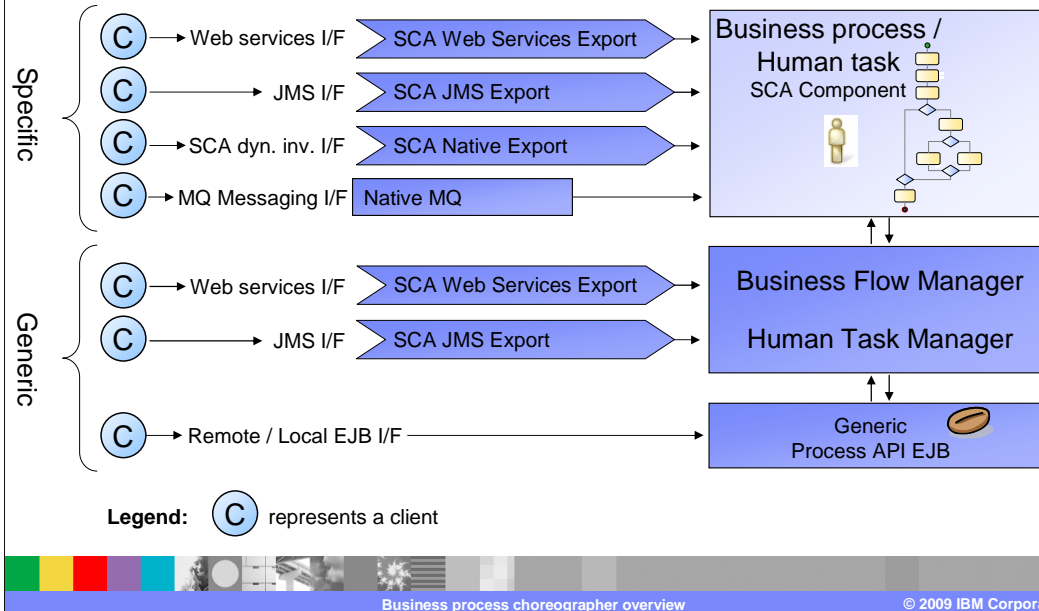 Specific
C Web services I/F SCA Web Services Export
C JMS I/F SCA JMS Export
C SCA dyn. inv. I/F SCA Native Export
C MQ Messaging I/F Native MQ
Business process /
Human task
SCA Component
Generic
C Web services I/F SCA Web Services Export
C JMS I/F SCA JMS Export
Business Flow Manager
Human Task Manager
C Remote / Local EJB I/F
Generic
Process API EJB
Legend: C represents a client
Business process choreographer overview
© 2009 IBM Corpora